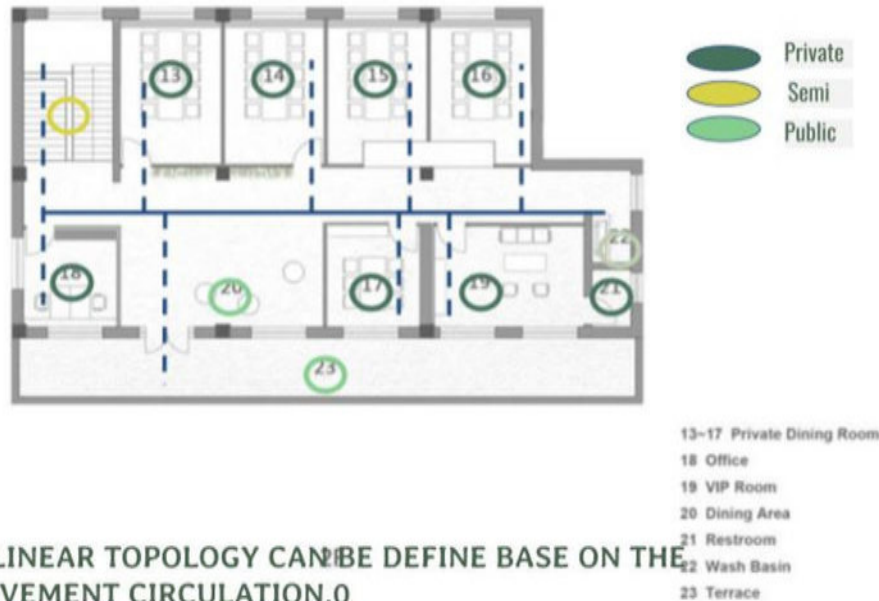 13
14
15
16
Private
Semi
Public
18
20
17
19
22
21
23
13~17 Private Dining Room
18 Office
19 VIP Room
20 Dining Area
21 Restroom
22 Wash Basin
23 Terrace
LINEAR TOPOLOGY CAN BE DEFINE BASE ON THE
VEMENT CIRCULATION.0